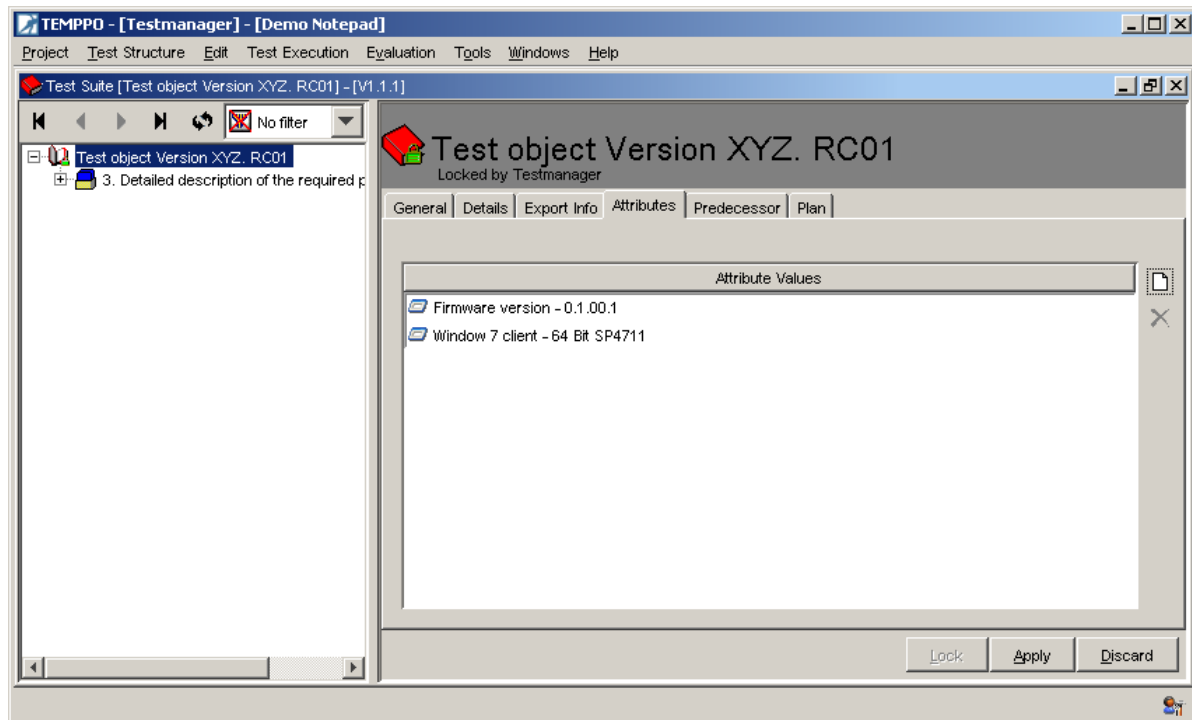 TEMPPO - [Testmanager] - [Demo Notepad]
Project Test Structure Edit Test Execution Evaluation Tools Windows Help
Test Suite [Test object Version XYZ. RC01] - [V1.1.1]
No filter
Test object Version XYZ. RC01
3. Detailed description of the required p
Test object Version XYZ. RC01
Locked by Testmanager
General Details Export Info Attributes Predecessor Plan
Attribute Values
Firmware version - 0.1.00.1
Window 7 client - 64 Bit SP4711
Lock Apply Discard